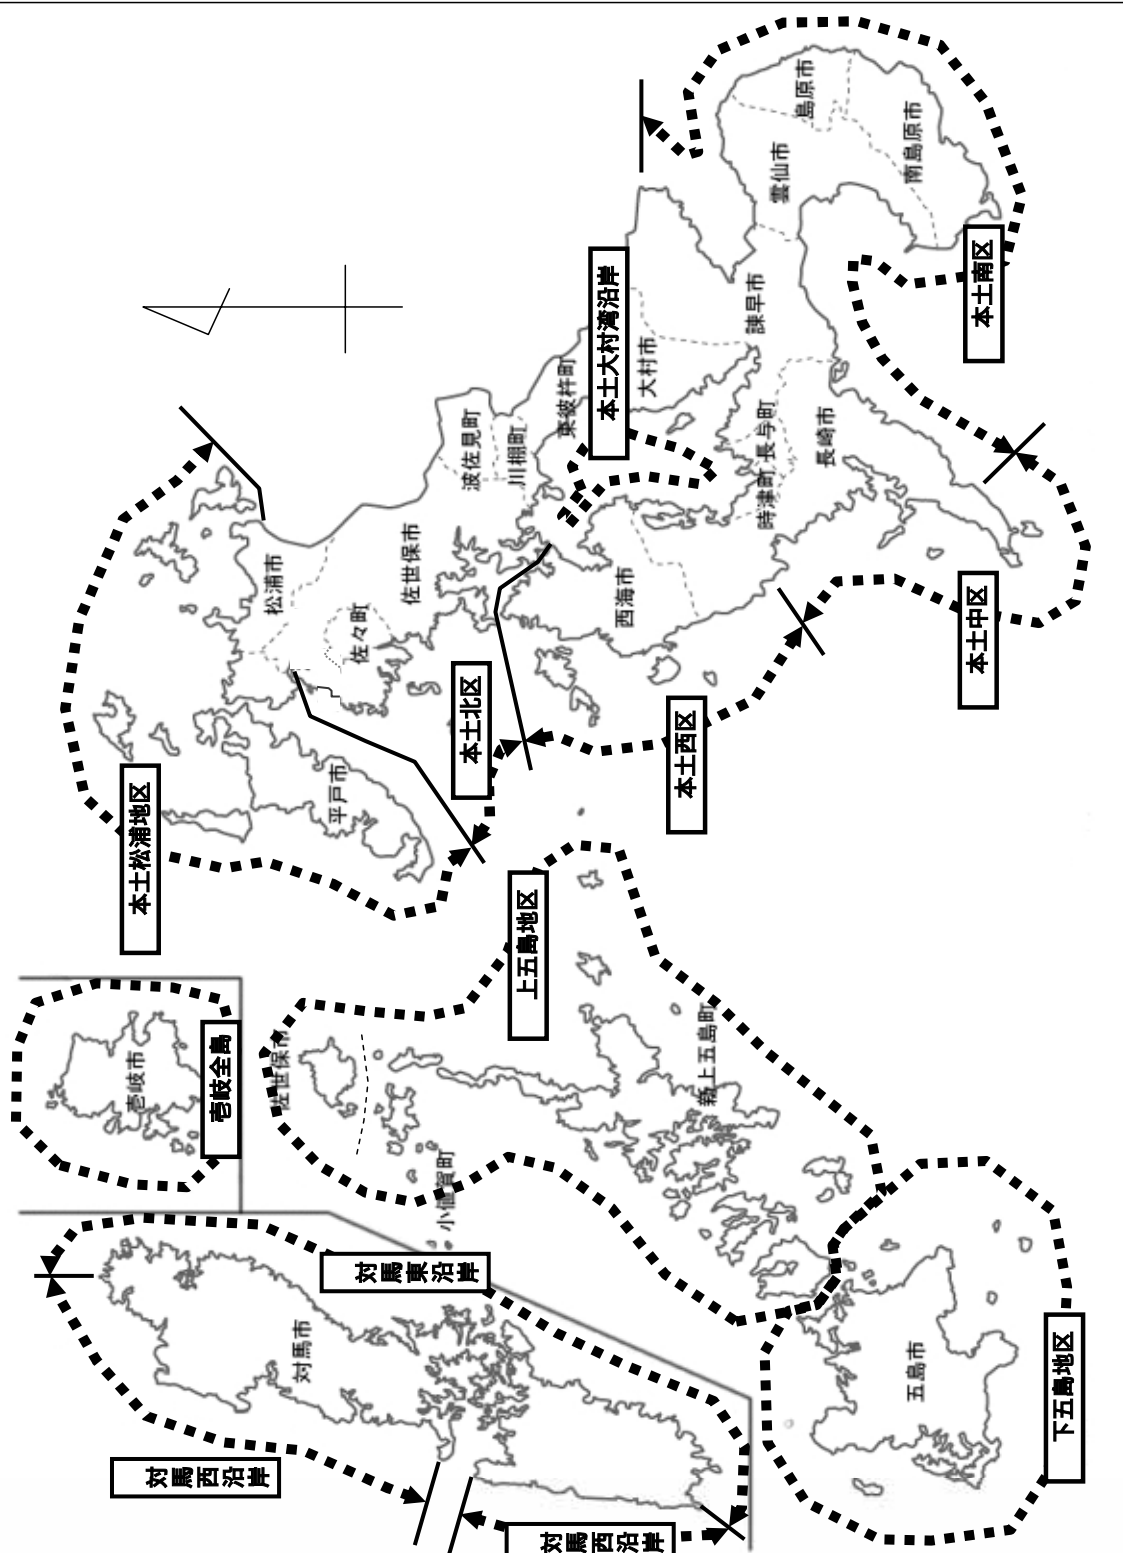 島原市
南島原市
雲仙市
本土南区
本土大村湾沿岸
諫早市
大村市
東彼杵町
波佐見町
川棚町
長与町
時津町
長崎市
松浦市
佐世保市
佐々町
西海市
本土中区
本土北区
本土西区
平戸市
本土松浦地区
上五島地区
壱岐市
壱岐全島
佐世保市
新上五島町
小値賀町
対馬東沿岸
対馬市
五島市
下五島地区
対馬西沿岸
対馬西沿岸